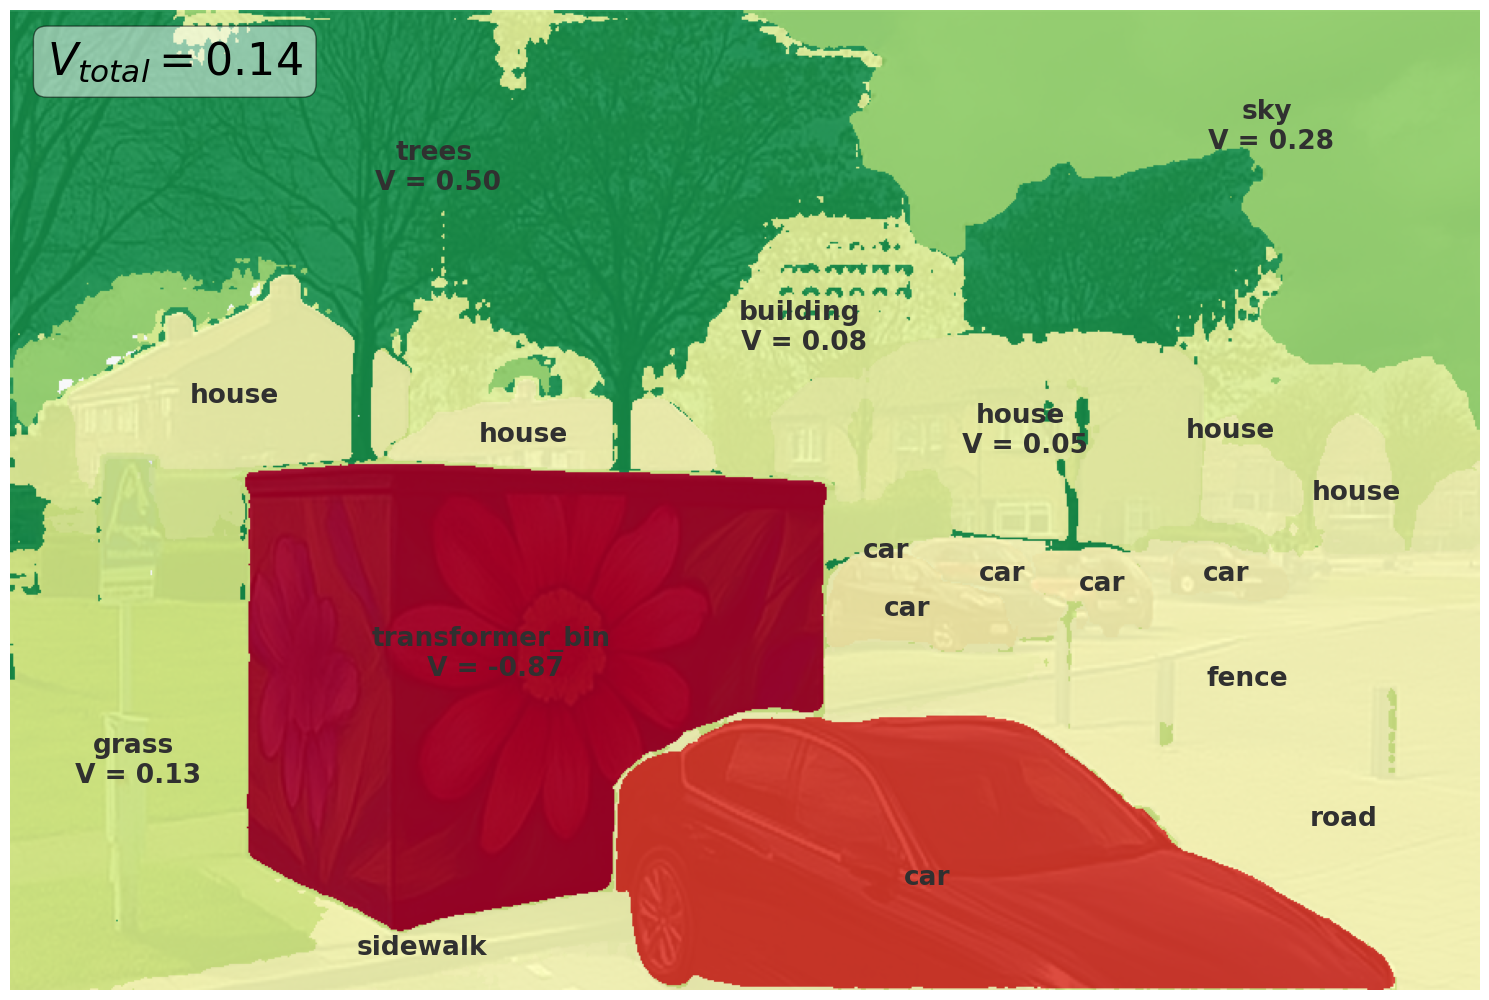 V_total = 0.14
sky
V = 0.28
trees
V = 0.50
building
V = 0.08
house
house
house
V = 0.05
house
house
car
car
car
car
car
transformer_bin
V = -0.87
fence
grass
V = 0.13
road
car
sidewalk